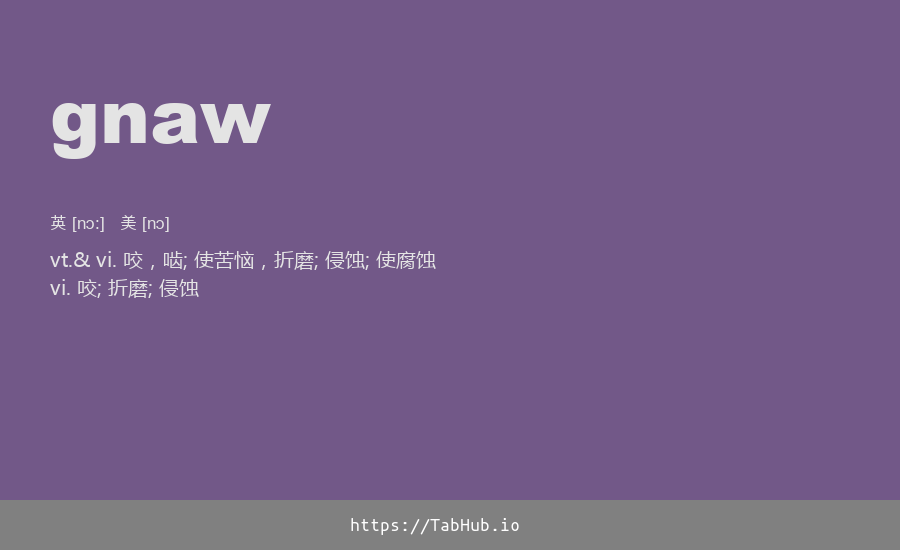 gnaw
英 [nɔː] 美 [nɔ]
vt.& vi. 咬，啮; 使苦恼，折磨; 侵蚀; 使腐蚀
vi. 咬; 折磨; 侵蚀
https://TabHub.io